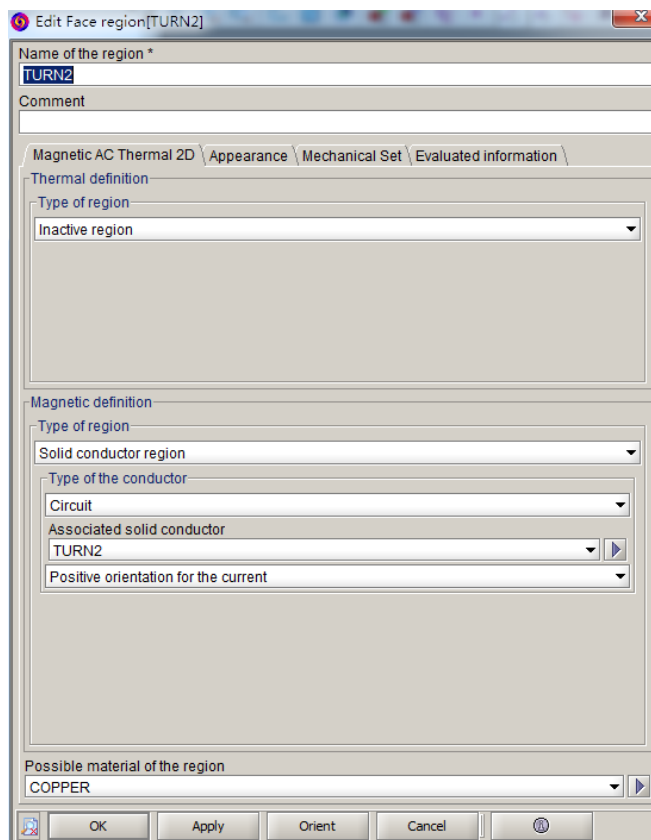 Edit Face region[TURN2]
Name of the region *
TURN2
Comment
Magnetic AC Thermal 2D Appearance Mechanical Set Evaluated information
Thermal definition
Type of region
Inactive region
Magnetic definition
Type of region
Solid conductor region
Type of the conductor
Circuit
Associated solid conductor
TURN2
Positive orientation for the current
Possible material of the region
COPPER
OK Apply Orient Cancel